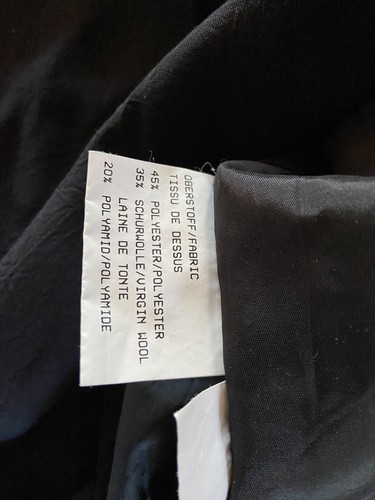 OBERSTOFF/FABRIC
TISSU DE DESSUS
45% POLYESTER/POLYESTER
35% SCHURWOLLE/VIRGIN WOOL
LAINE DE TONTE
20% POLYAMID/POLYAMIDE